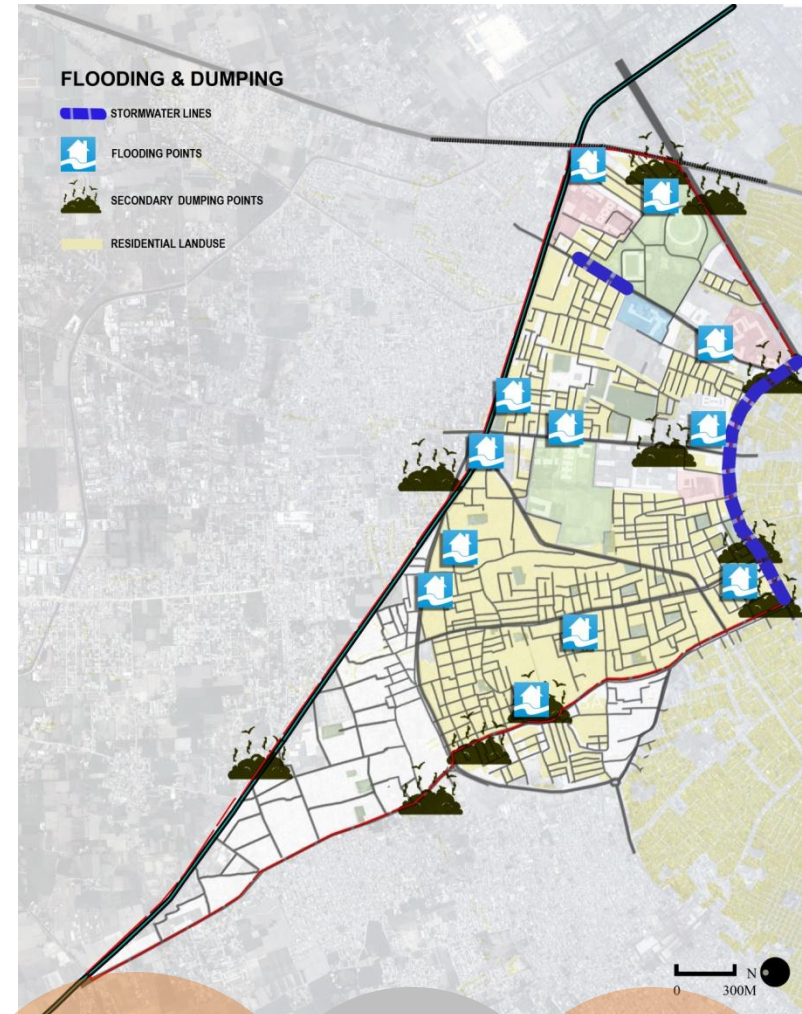 FLOODING & DUMPING
STORMWATER LINES
FLOODING POINTS
SECONDARY DUMPING POINTS
RESIDENTIAL LANDUSE
N
0 300M